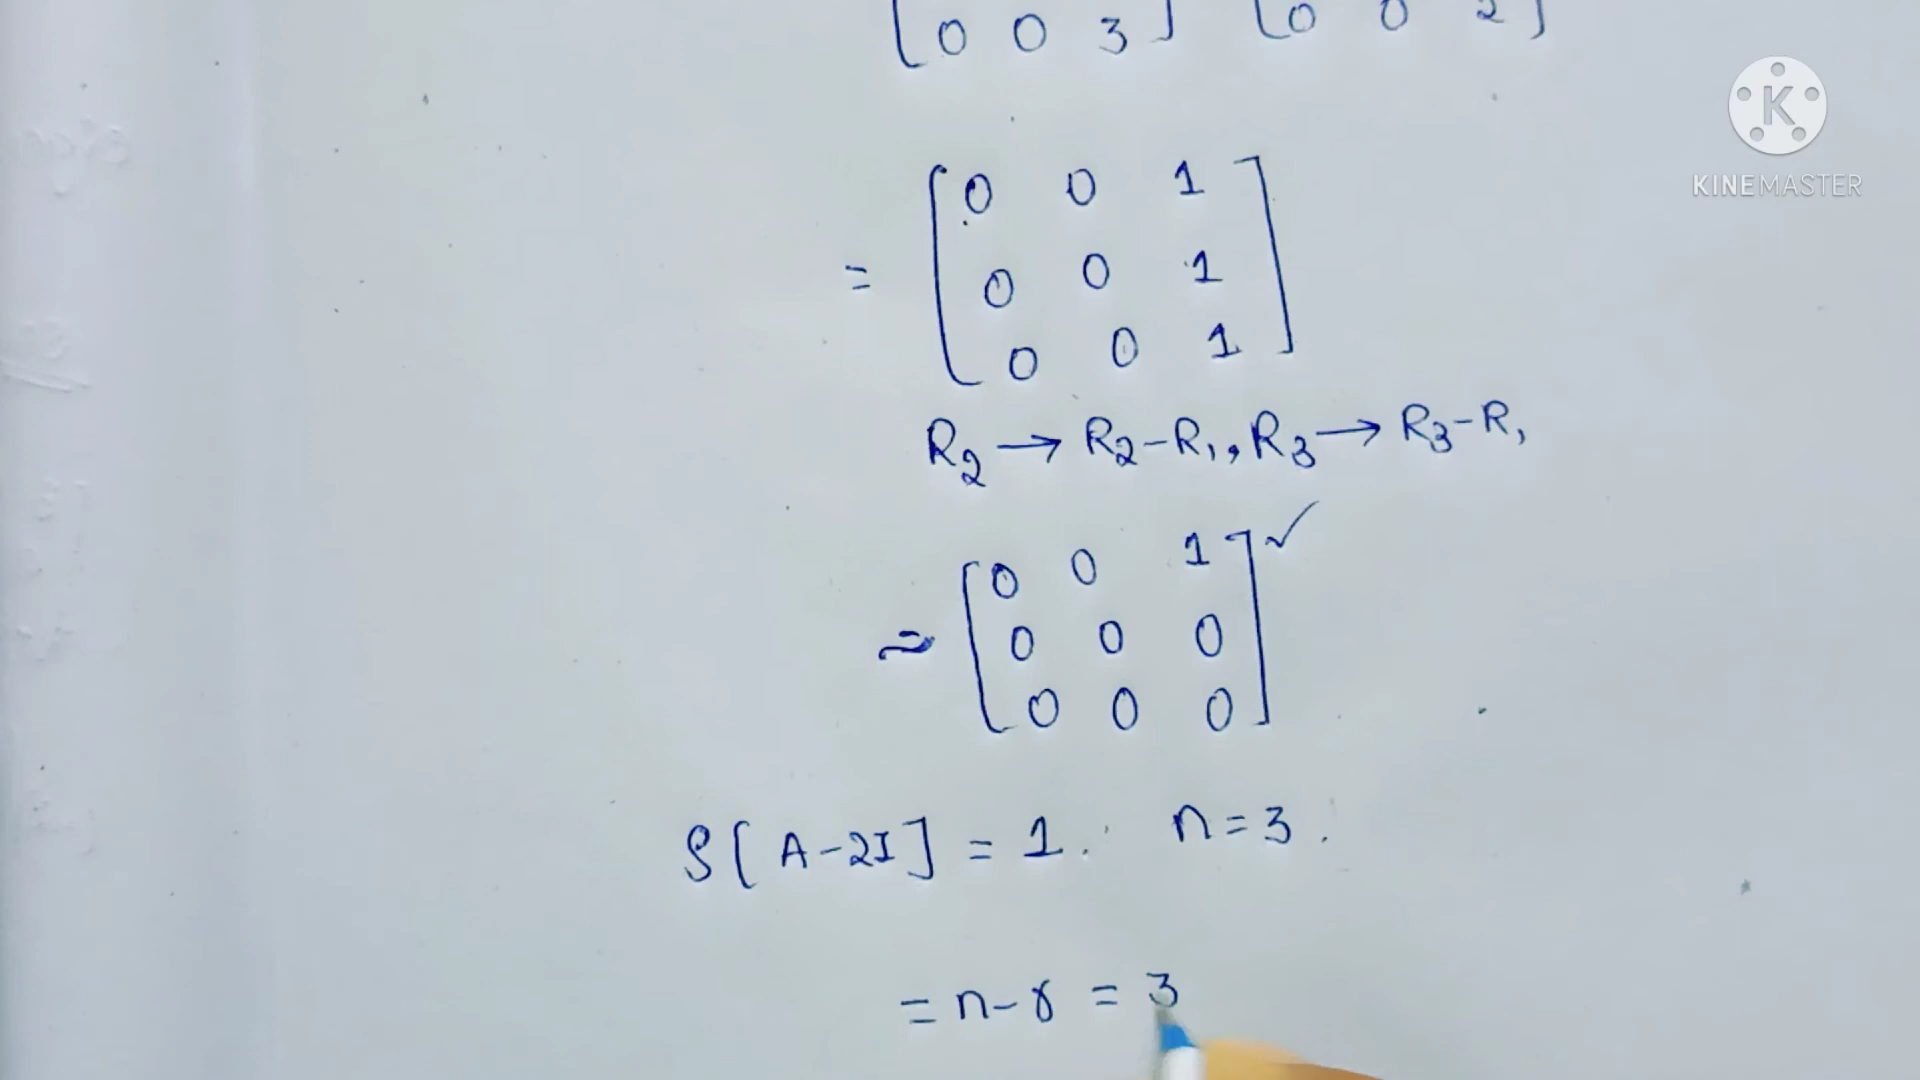 [0 0 3] [0 0 2]
K
KINEMASTER
= [0 0 1
0 0 1
0 0 1]
R₂ → R₂-R₁, R₃ → R₃-R₁
~ [0 0 1 ✓
0 0 0
0 0 0]
ρ[A-2I] = 1. n=3.
= n-r = 3